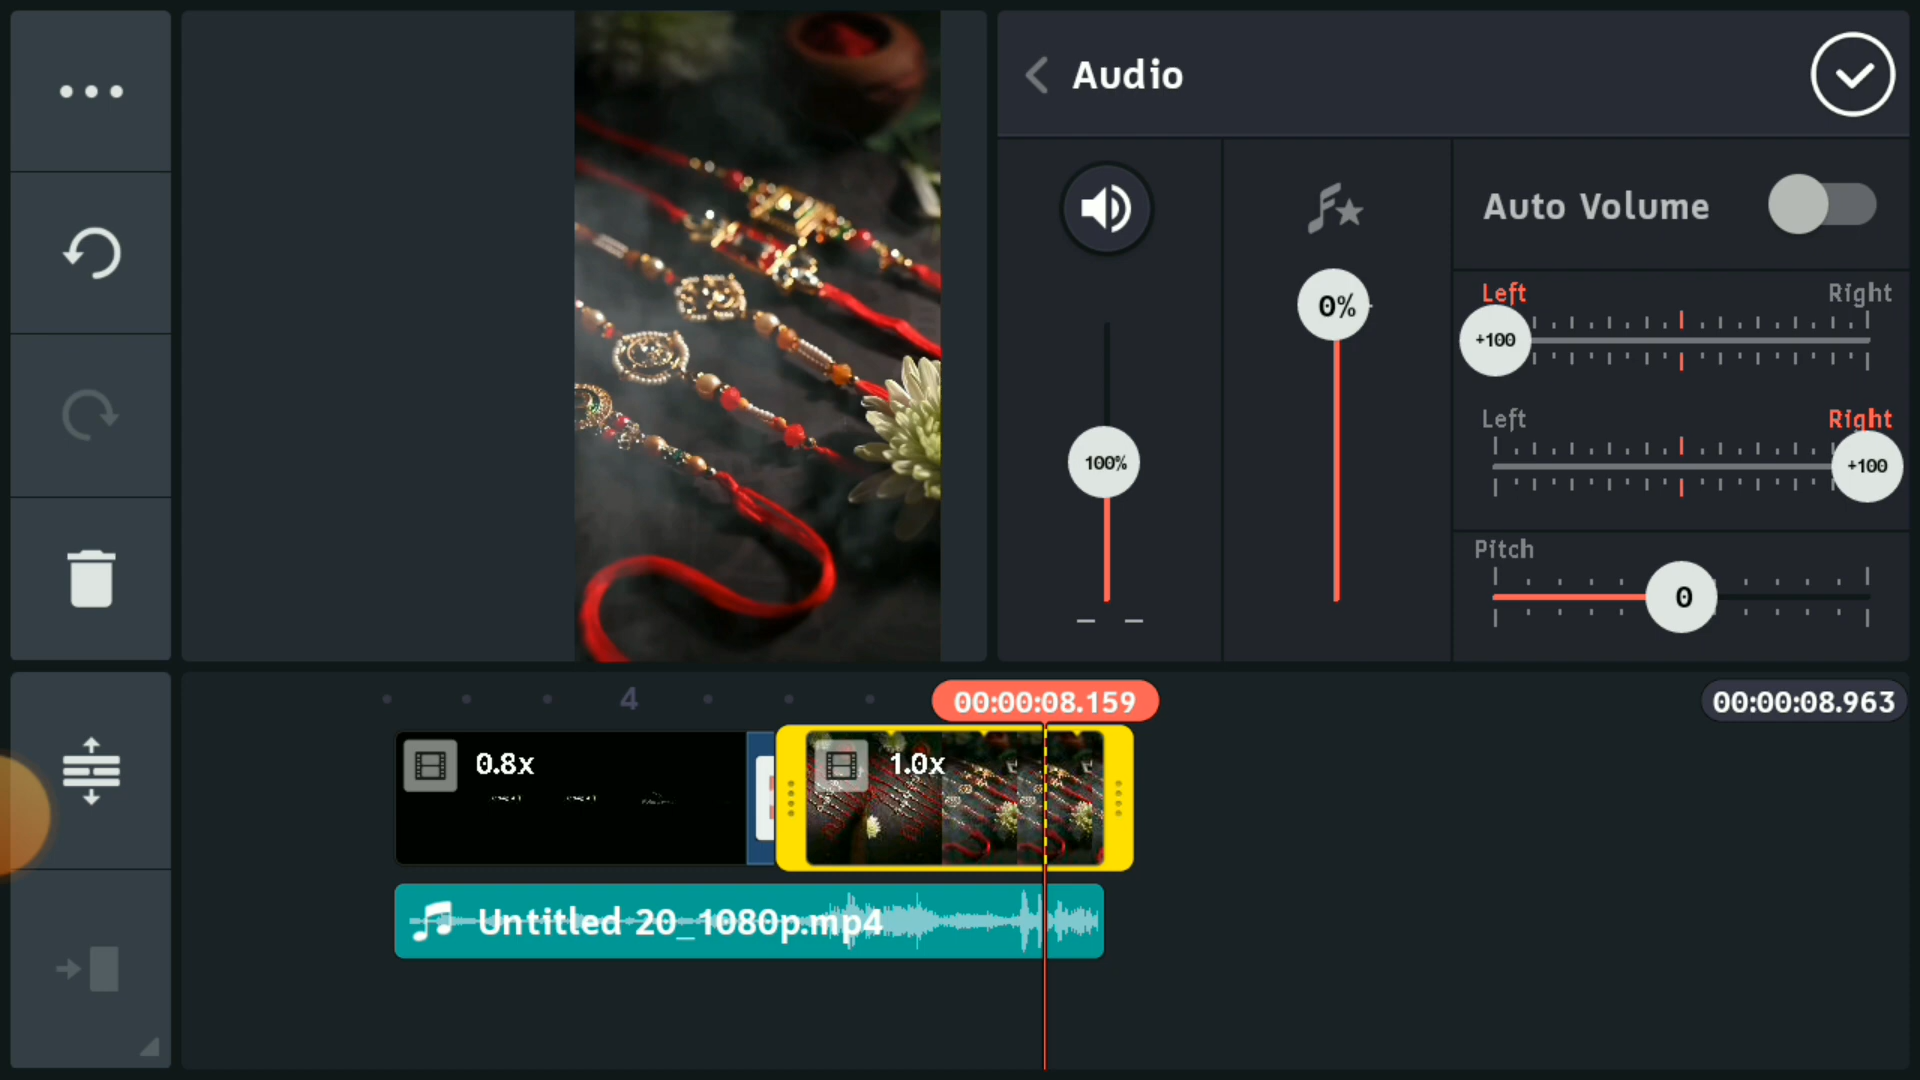 Audio
Auto Volume
Left Right
+100
0%
Left Right
100%
+100
Pitch
0
4
00:00:08.159
00:00:08.963
0.8x
1.0x
Untitled 20_1080p.mp4